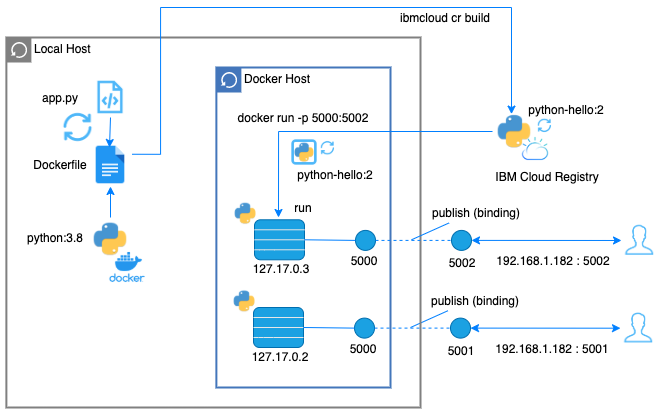 ibmcloud cr build
Local Host
Docker Host
app.py
docker run -p 5000:5002
python-hello:2
Dockerfile
python-hello:2
IBM Cloud Registry
run
publish (binding)
python:3.8
127.17.0.3
5000
5002
192.168.1.182 : 5002
docker
publish (binding)
127.17.0.2
5000
5001
192.168.1.182 : 5001